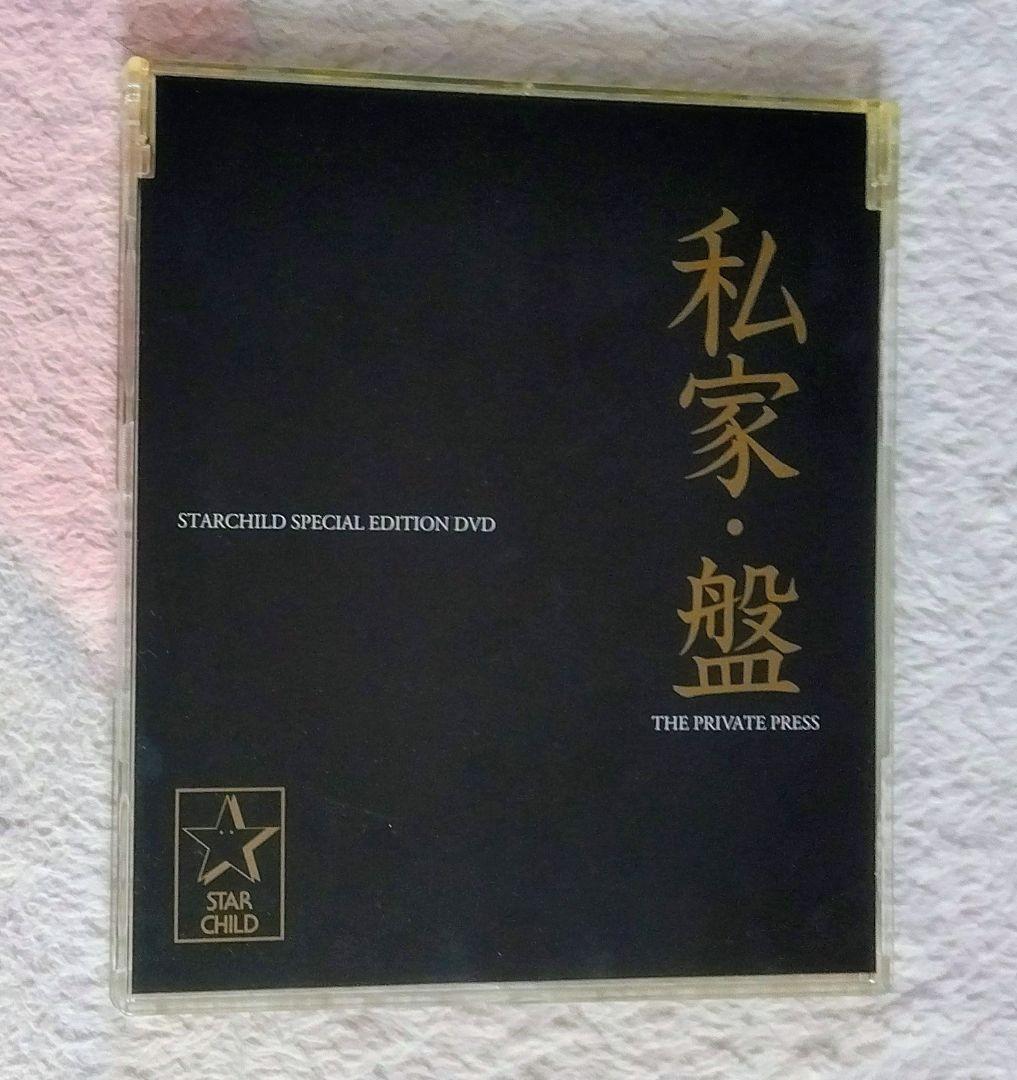 私家・盤
THE PRIVATE PRESS
STARCHILD SPECIAL EDITION DVD
STAR
CHILD